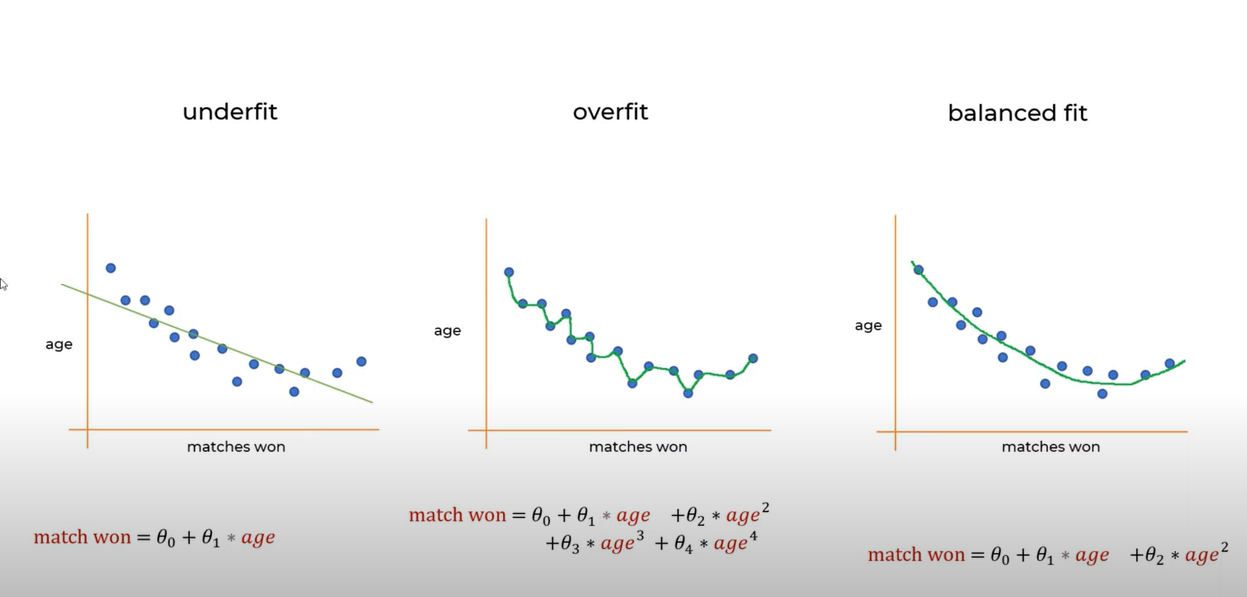 underfit
overfit
balanced fit
age
matches won
age
matches won
age
matches won
match won = θ₀ + θ₁ * age
match won = θ₀ + θ₁ * age +θ₂ * age²
+θ₃ * age³ + θ₄ * age⁴
match won = θ₀ + θ₁ * age +θ₂ * age²